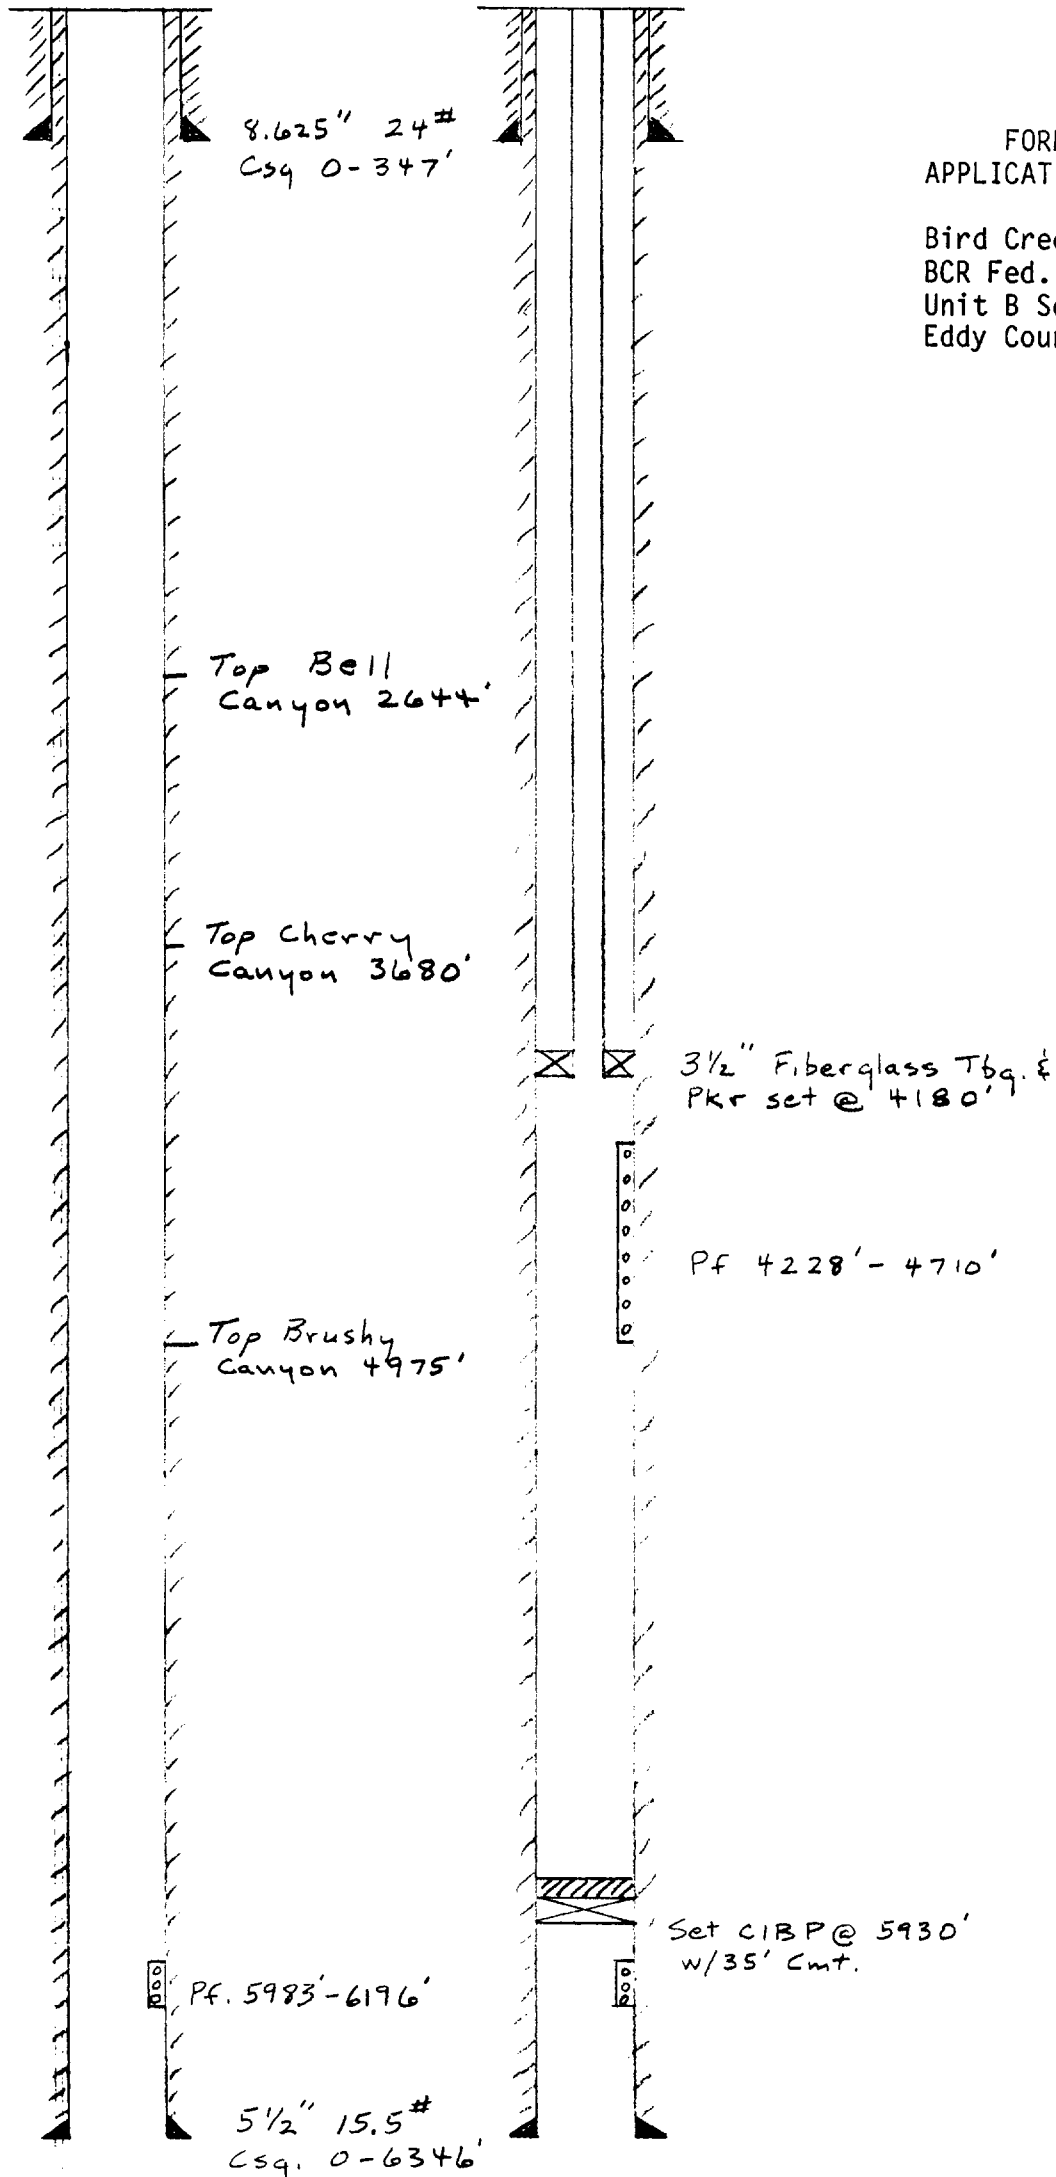 8.625" 24#
Csg 0-347'
FOR
APPLICAT
Bird Cree
BCR Fed.
Unit B Se
Eddy Coun
Top Bell
Canyon 2644'
Top Cherry
Canyon 3680'
3½" Fiberglass Tbg. &
Pkr set @ 4180'
Pf 4228'-4710'
Top Brushy
Canyon 4975'
Set CIBP @ 5930'
w/35' Cmt.
Pf. 5983'-6196'
5½" 15.5#
Csg. 0-6346'